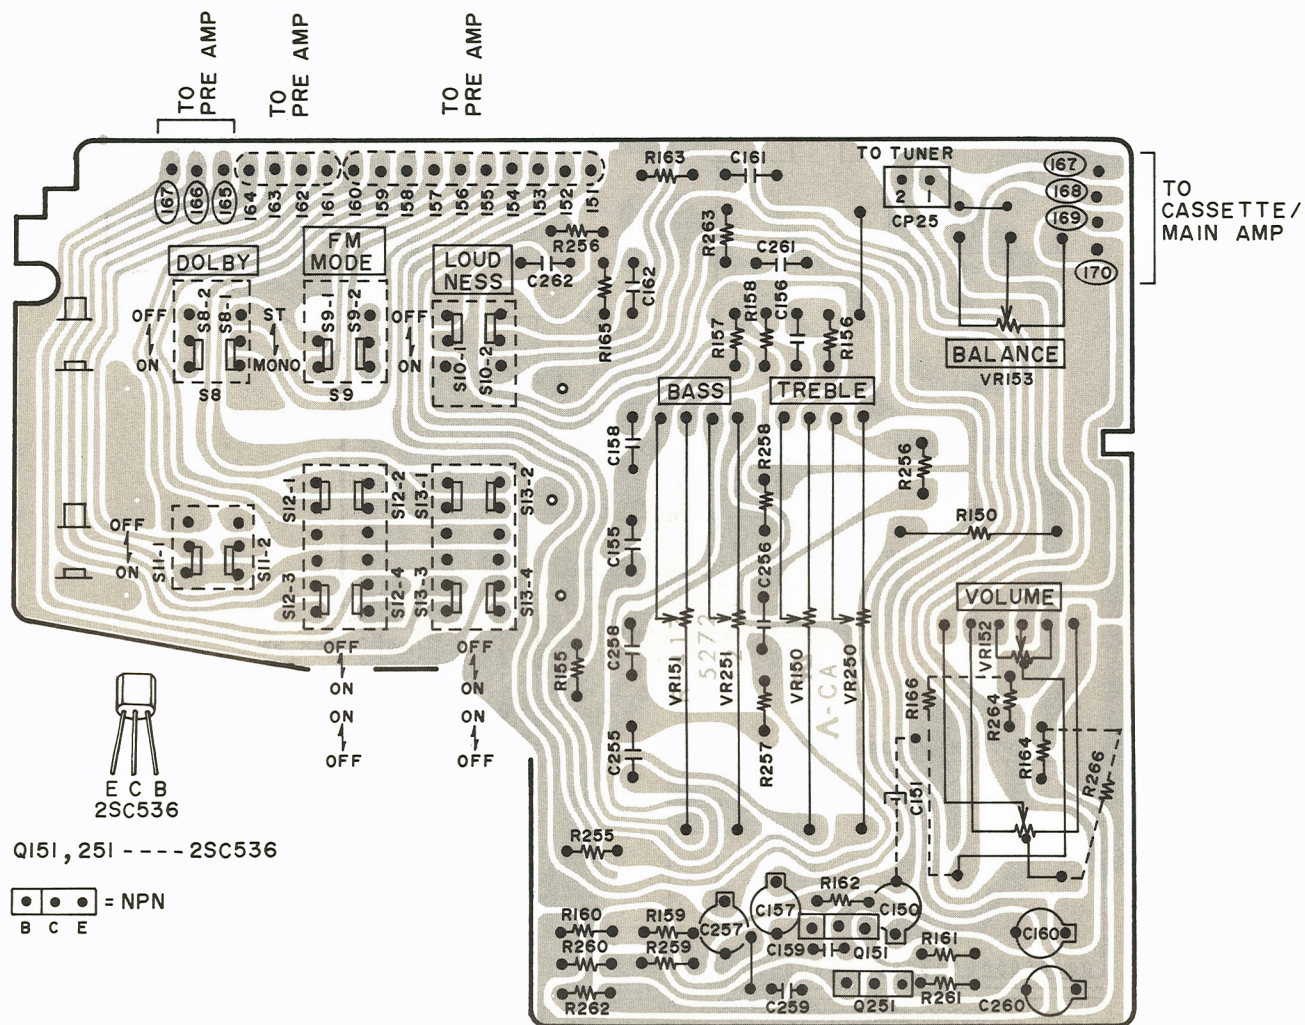 TO PRE AMP
TO PRE AMP
TO PRE AMP
167 166 165 164 163 162 161 160 159 158 157 156 155 154 153 152 151
R163
C161
TO TUNER
2 1
CP25
167
168
169
170
TO
CASSETTE/
MAIN AMP
R256
C262
R263
C261
R165
C162
R157
R158
C156
R156
DOLBY
FM
MODE
LOUD
NESS
OFF
ON
S8-2
S8-1
S8
ST
MONO
S9-1
S9-2
S9
OFF
ON
S10-1
S10-2
BALANCE
VR153
BASS
TREBLE
C158
R258
R256
S12-1
S12-2
S13-1
S13-2
OFF
ON
S11-1
S11-2
S12-3
S12-4
S13-3
S13-4
C155
C256
R150
VOLUME
VR152
OFF
ON
ON
OFF
OFF
ON
ON
OFF
R155
C258
VR151
5272
VR251
VR150
VR250
Λ-CA
R166
R264
R164
R266
C255
R257
C151
E C B
2SC536
Q151, 251 ---- 2SC536
= NPN
B C E
R255
R162
R160
R159
C257
C157
C150
C160
R260
R259
C159
Q151
R161
R262
C259
Q251
R261
C260